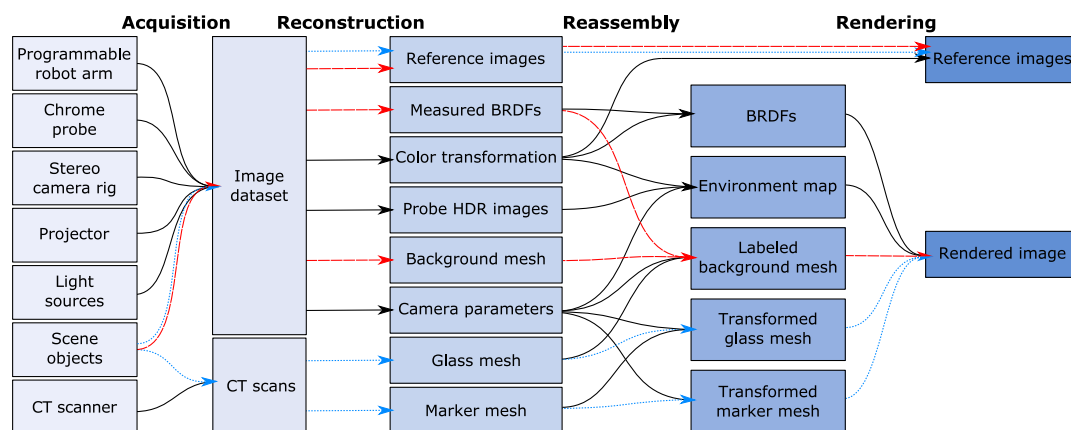 Acquisition
Reconstruction
Reassembly
Rendering
Programmable
robot arm
Chrome
probe
Stereo
camera rig
Projector
Light
sources
Scene
objects
CT scanner
Image
dataset
CT scans
Reference images
Measured BRDFs
Color transformation
Probe HDR images
Background mesh
Camera parameters
Glass mesh
Marker mesh
BRDFs
Environment map
Labeled
background mesh
Transformed
glass mesh
Transformed
marker mesh
Reference images
Rendered image